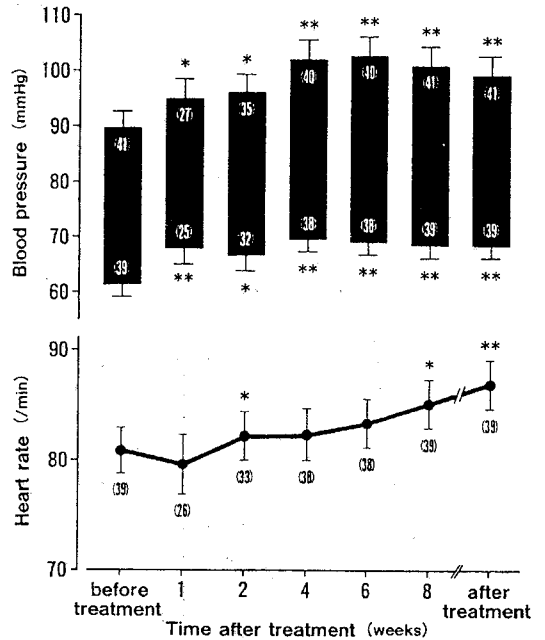 110
100
90
80
70
60
Blood pressure (mmHg)
* * ** ** ** **
(41) (27) (35) (40) (40) (41) (41)
(39) (25) (32) (38) (38) (39) (39)
** * ** ** ** **
90
80
70
Heart rate (/min)
* * **
(39) (26) (33) (38) (38) (39) (39)
before treatment 1 2 4 6 8 after treatment
Time after treatment (weeks)